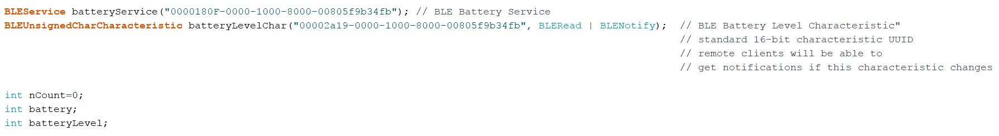 BLEService batteryService("0000180F-0000-1000-8000-00805f9b34fb"); // BLE Battery Service
BLEUnsignedCharCharacteristic batteryLevelChar("00002a19-0000-1000-8000-00805f9b34fb", BLERead | BLENotify);  // BLE Battery Level Characteristic"
// standard 16-bit characteristic UUID
// remote clients will be able to
// get notifications if this characteristic changes
int nCount=0;
int battery;
int batteryLevel;